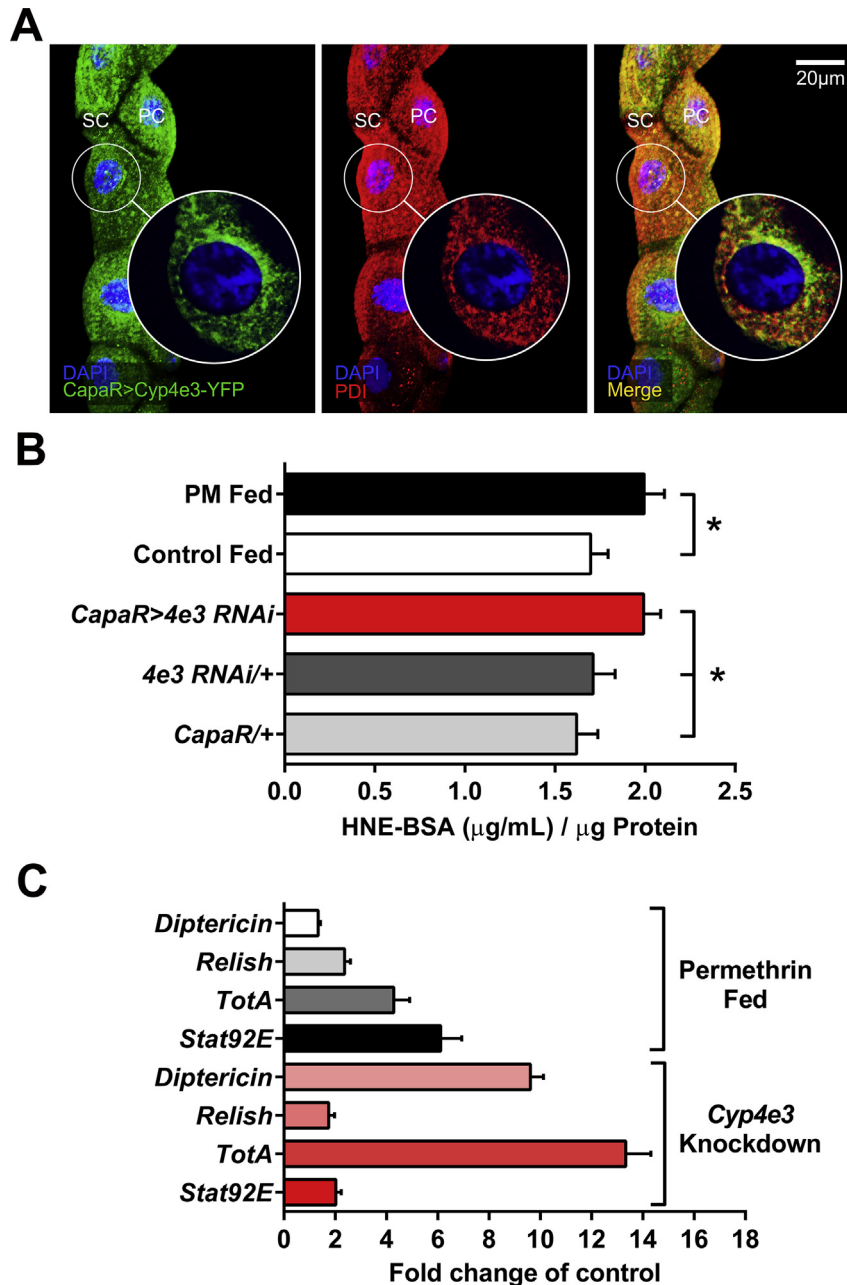 A
SC
PC
DAPI
CapaR>Cyp4e3-YFP
SC
PC
DAPI
PDI
SC
PC
20μm
DAPI
Merge
B
PM Fed
Control Fed
CapaR>4e3 RNAi
4e3 RNAi/+
CapaR/+
*
*
0.0 0.5 1.0 1.5 2.0 2.5
HNE-BSA (μg/mL) / μg Protein
C
Diptericin
Relish
TotA
Stat92E
Diptericin
Relish
TotA
Stat92E
Permethrin
Fed
Cyp4e3
Knockdown
0 2 4 6 8 10 12 14 16 18
Fold change of control